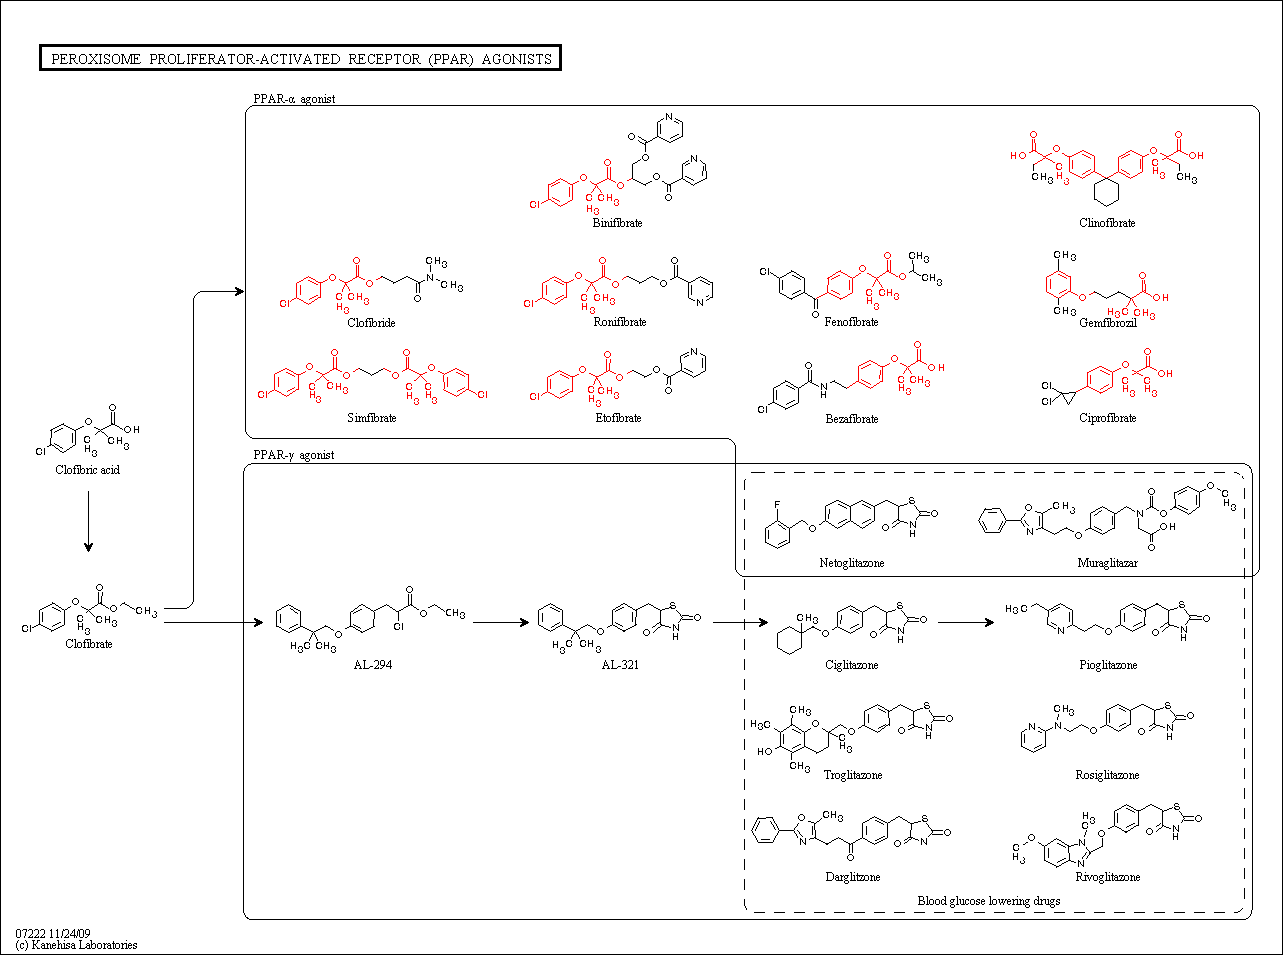 PEROXISOME PROLIFERATOR-ACTIVATED RECEPTOR (PPAR) AGONISTS
PPAR-α agonist
Binifibrate
Clinofibrate
Clofibride
Ronifibrate
Fenofibrate
Gemfibrozil
Simfibrate
Etofibrate
Bezafibrate
Ciprofibrate
Clofibric acid
PPAR-γ agonist
Netoglitazone
Muraglitazar
Clofibrate
AL-294
AL-321
Ciglitazone
Pioglitazone
Troglitazone
Rosiglitazone
Darglitzone
Rivoglitazone
Blood glucose lowering drugs
07222 11/24/09
(c) Kanehisa Laboratories